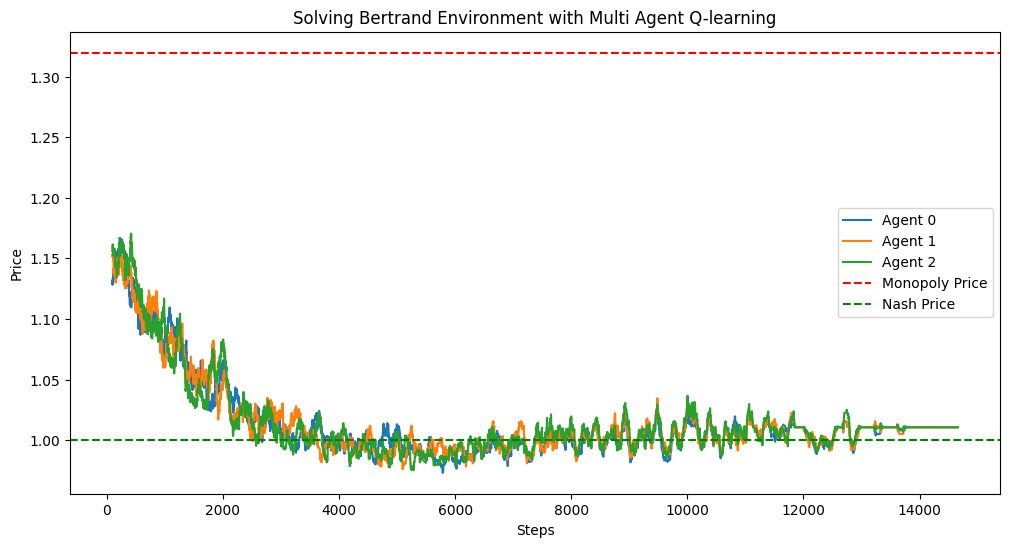 Solving Bertrand Environment with Multi Agent Q-learning
Price
1.30
1.25
1.20
1.15
1.10
1.05
1.00
Agent 0
Agent 1
Agent 2
Monopoly Price
Nash Price
0 2000 4000 6000 8000 10000 12000 14000
Steps